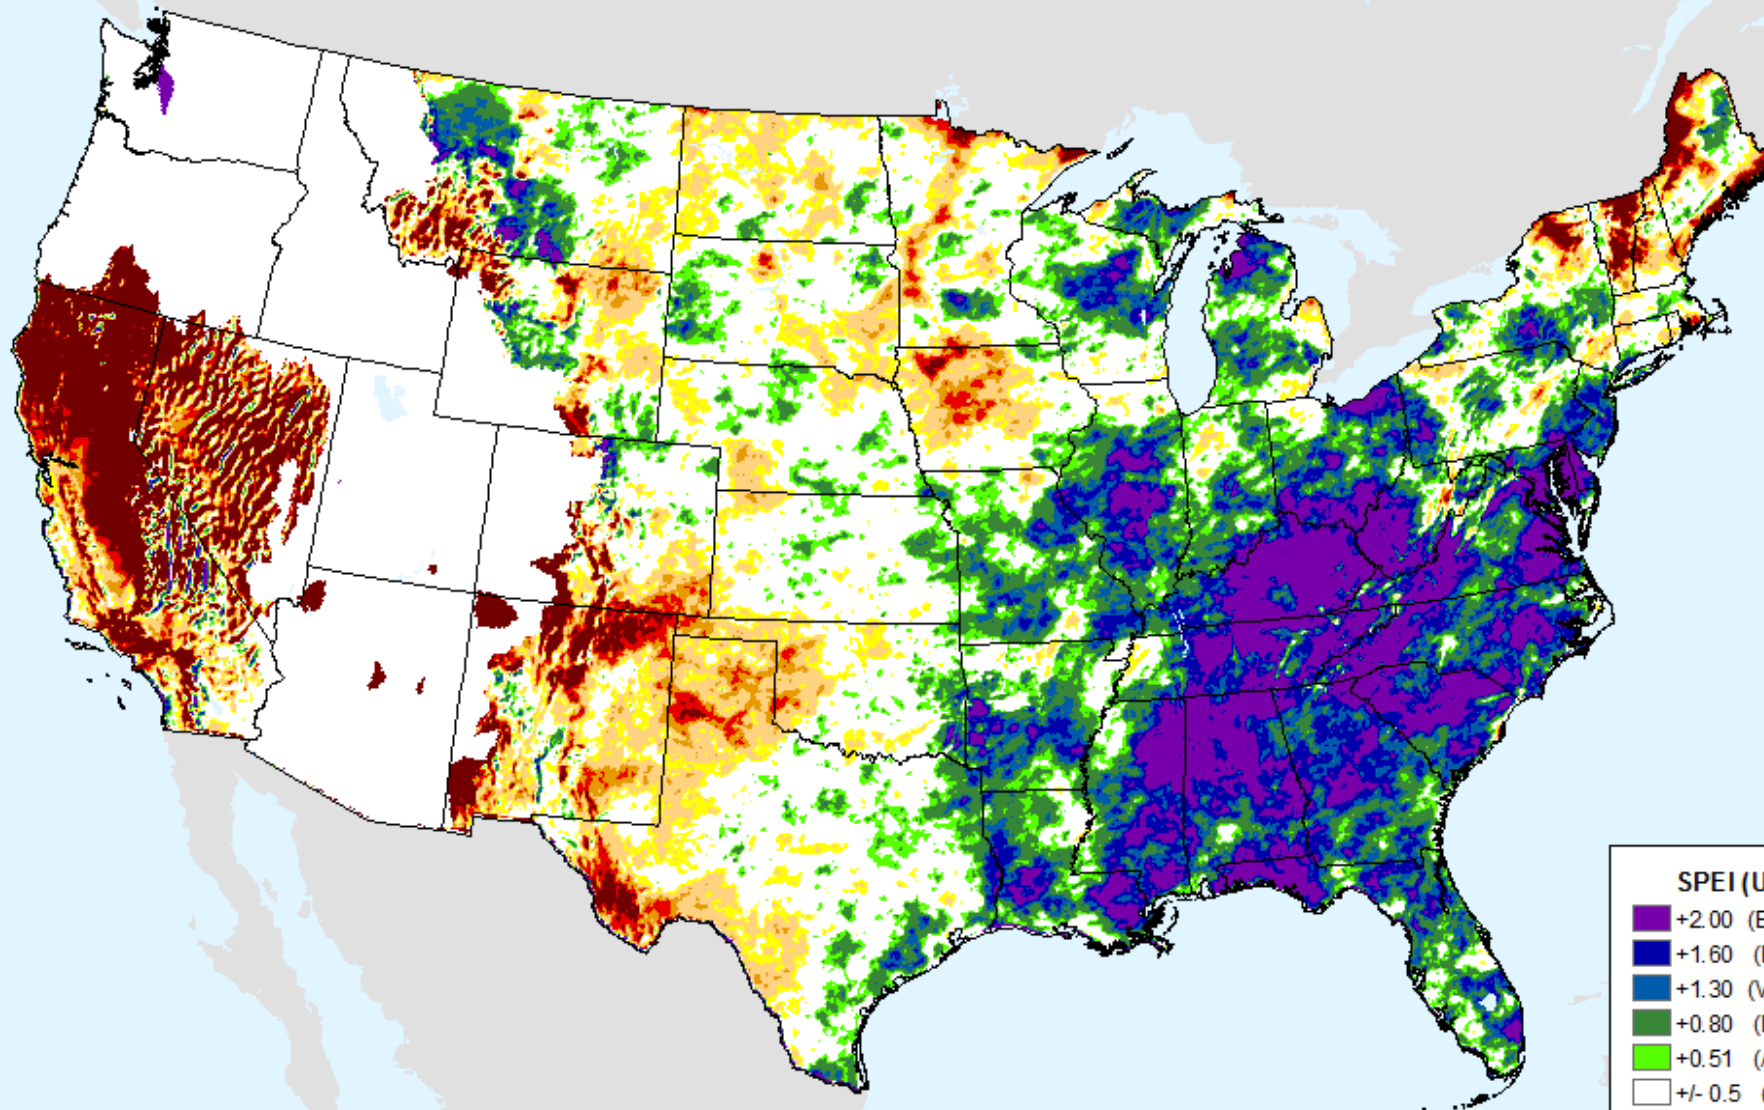 SPEI (U
+2.00 (E
+1.60 (
+1.30 (V
+0.80 (
+0.51 (
+/- 0.5 (